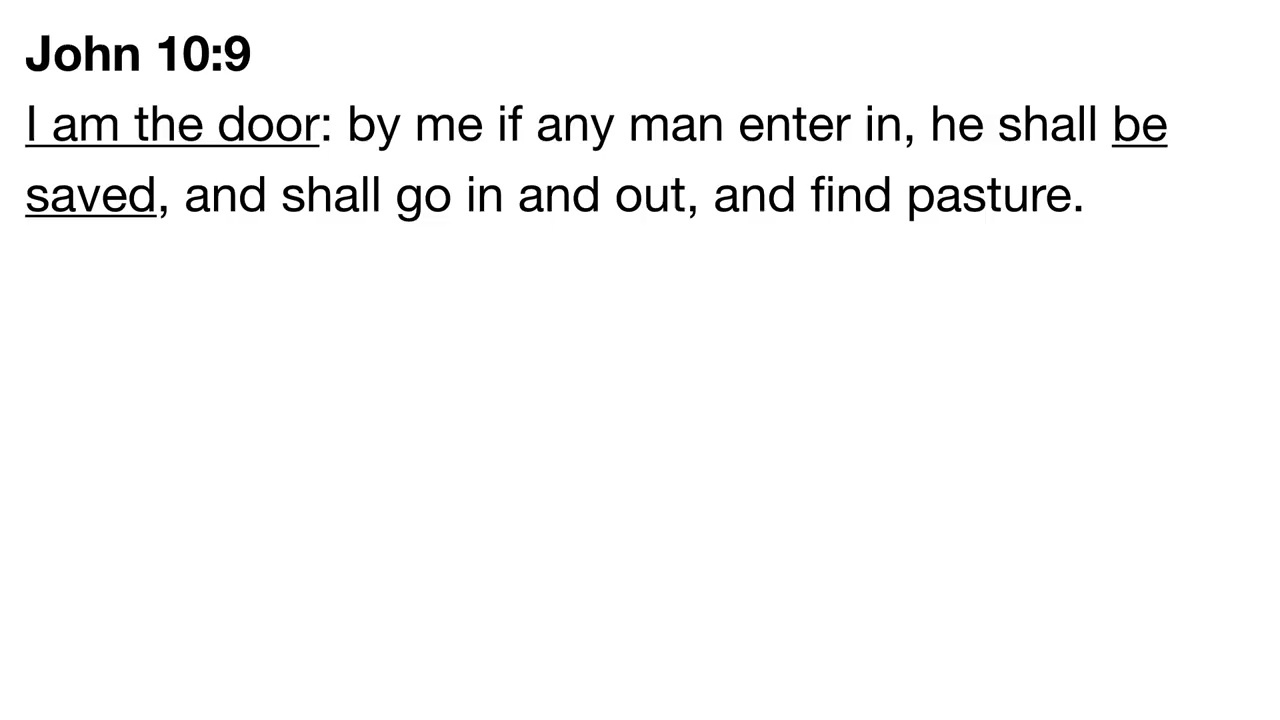 John 10:9
I am the door: by me if any man enter in, he shall be
saved, and shall go in and out, and find pasture.